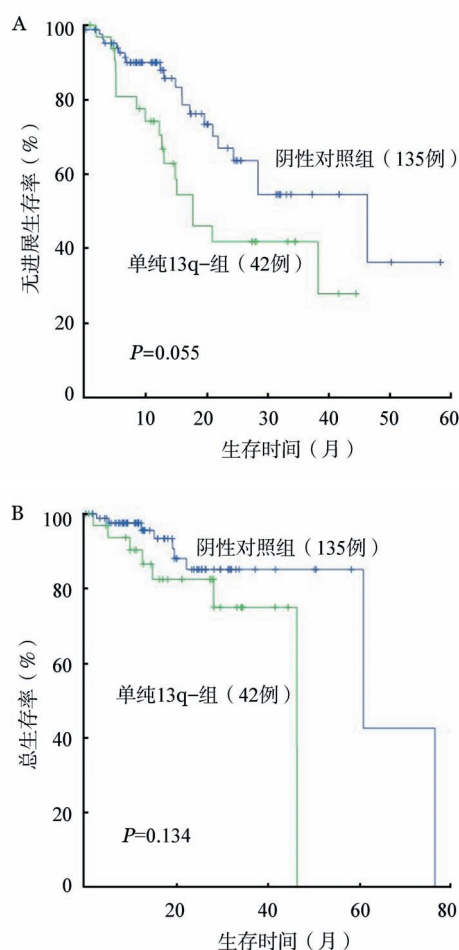 A
100
80
60
40
20
0
无进展生存率（%）
阴性对照组（135例）
单纯13q-组（42例）
P=0.055
10 20 30 40 50 60
生存时间（月）
B
100
80
60
40
20
0
总生存率（%）
阴性对照组（135例）
单纯13q-组（42例）
P=0.134
20 40 60 80
生存时间（月）